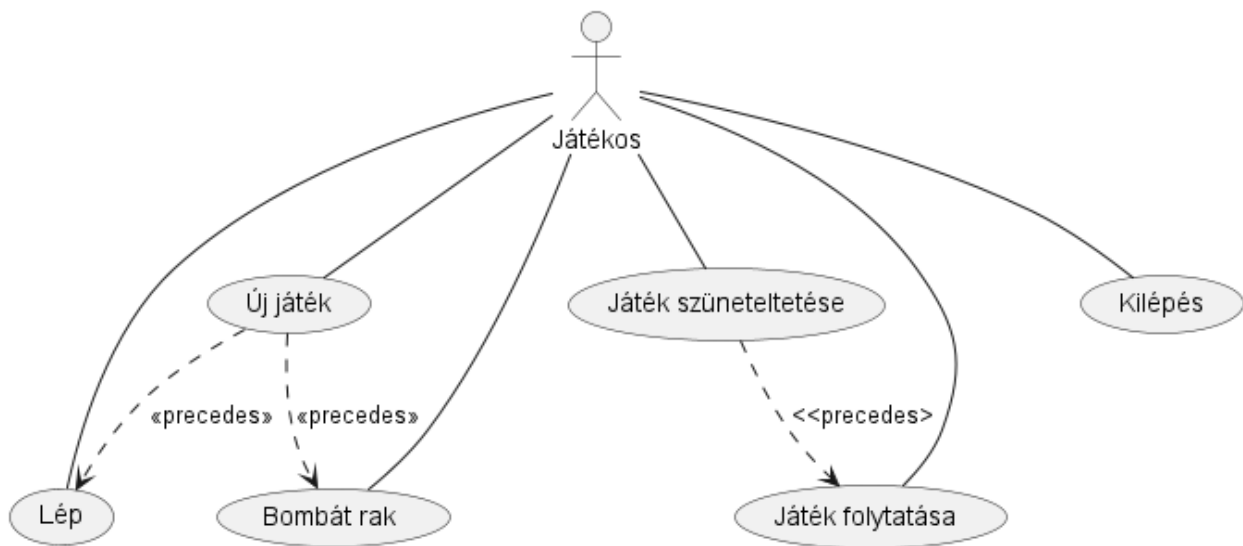 Játékos
Új játék
Játék szüneteltetése
Kilépés
«precedes»
«precedes»
<<precedes>
Lép
Bombát rak
Játék folytatása